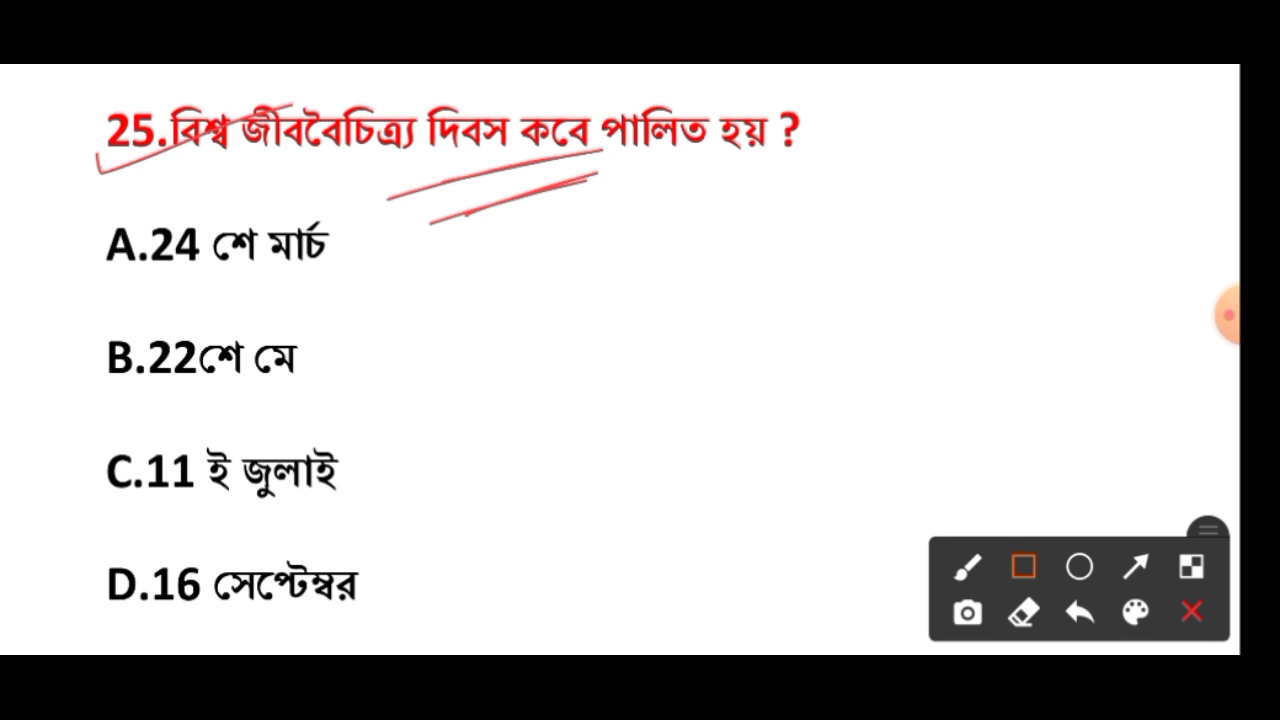 25.বিশ্ব জীববৈচিত্র্য দিবস কবে পালিত হয় ?
A.24 শে মার্চ
B.22শে মে
C.11 ই জুলাই
D.16 সেপ্টেম্বর